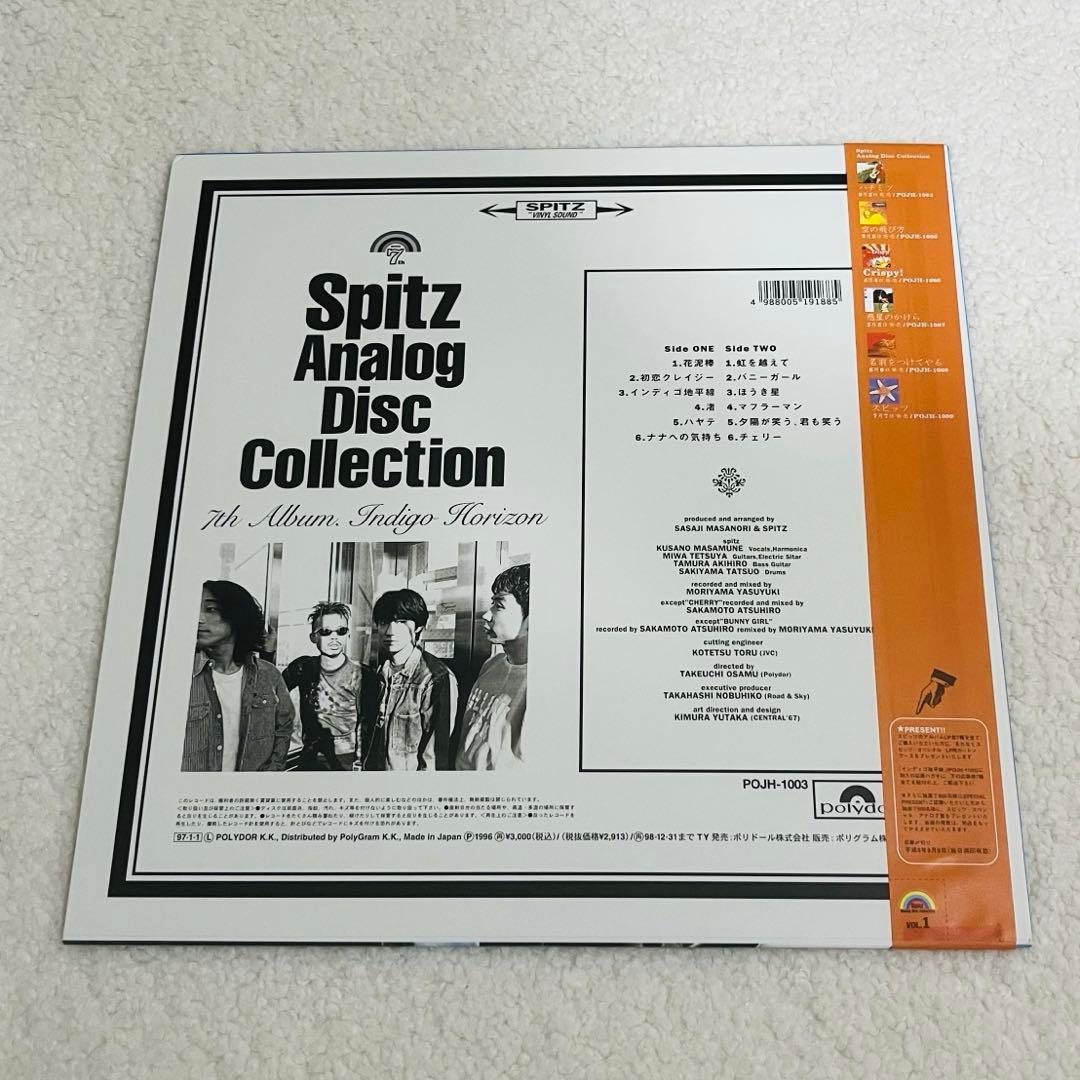 SPITZ
"VINYL SOUND"
7th
Spitz
Analog
Disc
Collection
7th Album. Indigo Horizon
4 988005 191885
Side ONE
1.花泥棒
2.初恋クレイジー
3.インディゴ地平線
4.渚
5.ハヤテ
6.ナナへの気持ち
Side TWO
1.虹を越えて
2.バニーガール
3.ほうき星
4.マフラーマン
5.夕陽が笑う、君も笑う
6.チェリー
produced and arranged by
SASAJI MASANORI & SPITZ
spitz
KUSANO MASAMUNE Vocals,Harmonica
MIWA TETSUYA Guitars,Electric Sitar
TAMURA AKIHIRO Bass Guitar
SAKIYAMA TATSUO Drums
recorded and mixed by
MORIYAMA YASUYUKI
except"CHERRY"recorded and mixed by
SAKAMOTO ATSUHIRO
except"BUNNY GIRL"
recorded by SAKAMOTO ATSUHIRO remixed by MORIYAMA YASUYUKI
cutting engineer
KOTETSU TORU (JVC)
directed by
TAKEUCHI OSAMU (Polydor)
executive producer
TAKAHASHI NOBUHIKO (Road & Sky)
art direction and design
KIMURA YUTAKA (CENTRAL'67)
POJH-1003
polydo
97·1·1 Ⓛ POLYDOR K.K., Distributed by PolyGram K.K., Made in Japan Ⓟ 1996 ㊢ ¥3,000(税込)/(税抜価格¥2,913)/㊢98·12·31まで TY 発売:ポリドール株式会社 販売:ポリグラム株
Spitz
Analog Disc Collection
ハチミツ
/POJH-1004
空の飛び方
/POJH-1005
Crispy!
/POJH-1006
惑星のかけら
/POJH-1007
名前をつけてやる
/POJH-1008
スピッツ
/POJH-1009
★PRESENT!!
VOL.1